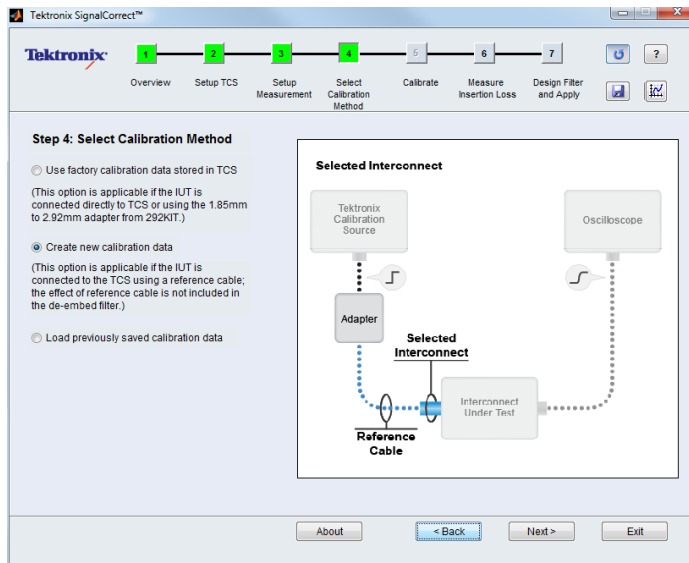 Tektronix SignalCorrect™
Tektronix
1
2
3
4
5
6
7
?
Overview
Setup TCS
Setup
Measurement
Select
Calibration
Method
Calibrate
Measure
Insertion Loss
Design Filter
and Apply
Step 4: Select Calibration Method
Use factory calibration data stored in TCS
(This option is applicable if the IUT is
connected directly to TCS or using the 1.85mm
to 2.92mm adapter from 292KIT.)
Create new calibration data
(This option is applicable if the IUT is
connected to the TCS using a reference cable;
the effect of reference cable is not included in
the de-embed filter.)
Load previously saved calibration data
Selected Interconnect
Tektronix
Calibration
Source
Oscilloscope
Adapter
Selected
Interconnect
Interconnect
Under Test
Reference
Cable
About
< Back
Next >
Exit